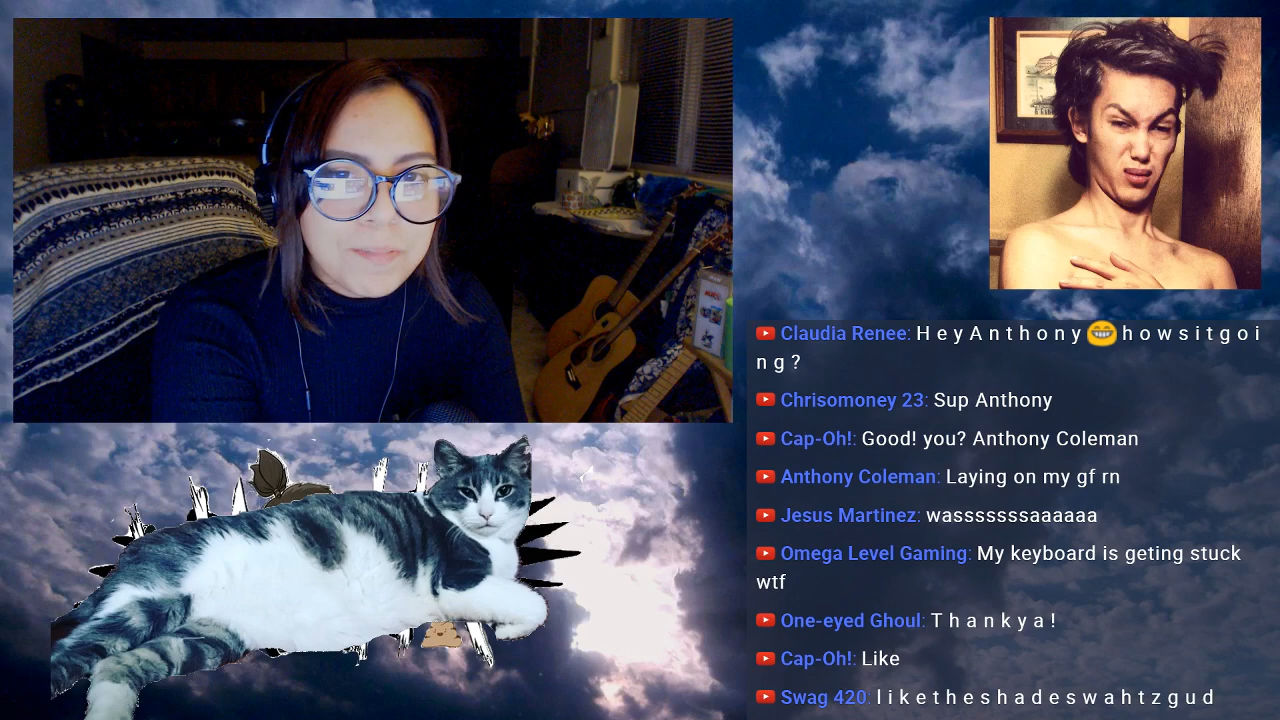 Claudia Renee: H e y A n t h o n y 😁 h o w s i t g o i
n g ?
Chrisomoney 23: Sup Anthony
Cap-Oh!: Good! you? Anthony Coleman
Anthony Coleman: Laying on my gf rn
Jesus Martinez: wasssssssaaaaaa
Omega Level Gaming: My keyboard is geting stuck
wtf
One-eyed Ghoul: T h a n k y a !
Cap-Oh!: Like
Swag 420: l i k e t h e s h a d e s w a h t z g u d